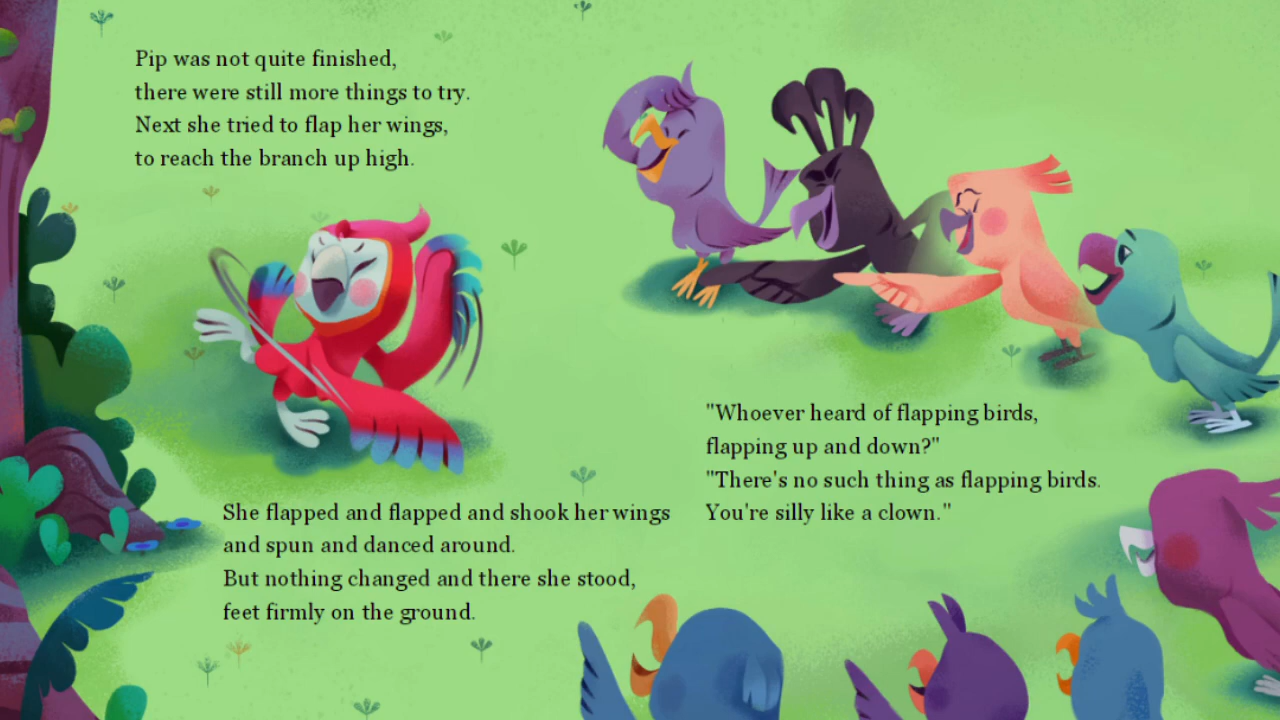 Pip was not quite finished,
there were still more things to try.
Next she tried to flap her wings,
to reach the branch up high.
She flapped and flapped and shook her wings
and spun and danced around.
But nothing changed and there she stood,
feet firmly on the ground.
"Whoever heard of flapping birds,
flapping up and down?"
"There's no such thing as flapping birds.
You're silly like a clown."